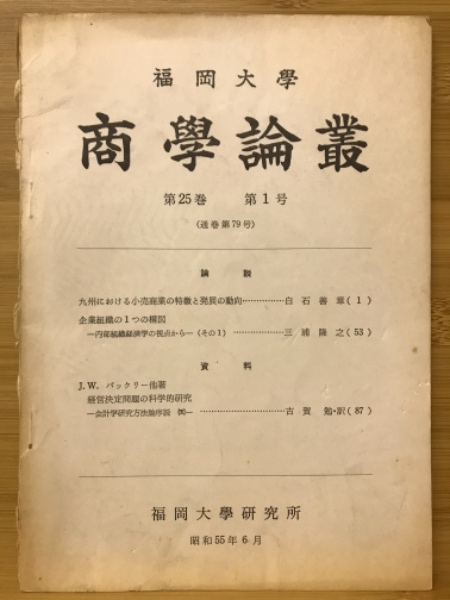 福岡大學
商學論叢
第25巻 第1号
(通巻第79号)
論説
九州における小売商業の特徴と発展の動向……………白石善章(1)
企業組織の1つの構図
―内部組織経済学の視点から―(その1)………………三浦隆之(53)
資料
J.W.バックリー他著
経営決定問題の科学的研究
―会計学研究方法論序説 ―…………………………古賀勉・訳(87)
福岡大學研究所
昭和55年6月